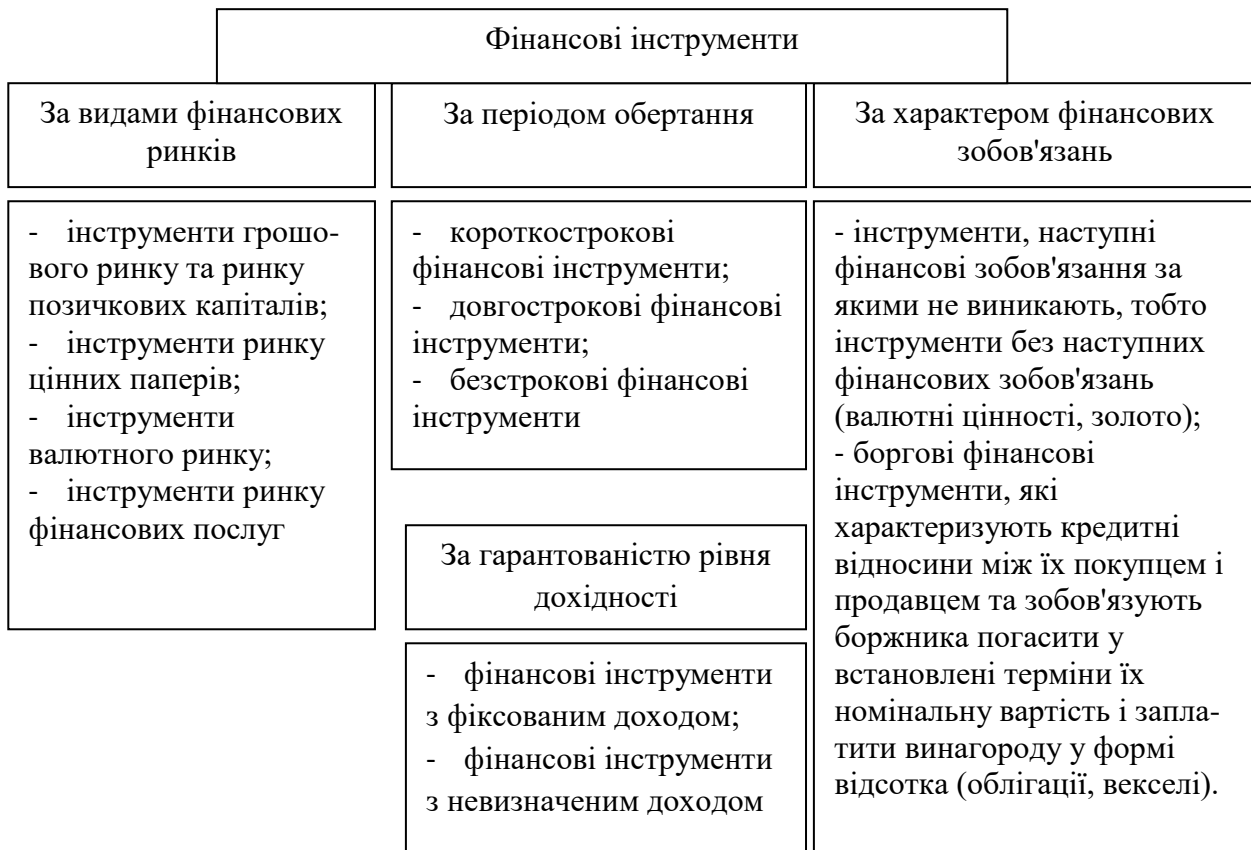 Фінансові інструменти
За видами фінансових
ринків
- інструменти грошо-
вого ринку та ринку
позичкових капіталів;
- інструменти ринку
цінних паперів;
- інструменти
валютного ринку;
- інструменти ринку
фінансових послуг
За періодом обертання
- короткострокові
фінансові інструменти;
- довгострокові фінансові
інструменти;
- безстрокові фінансові
інструменти
За гарантованістю рівня
дохідності
- фінансові інструменти
з фіксованим доходом;
- фінансові інструменти
з невизначеним доходом
За характером фінансових
зобов'язань
- інструменти, наступні
фінансові зобов'язання за
якими не виникають, тобто
інструменти без наступних
фінансових зобов'язань
(валютні цінності, золото);
- боргові фінансові
інструменти, які
характеризують кредитні
відносини між їх покупцем і
продавцем та зобов'язують
боржника погасити у
встановлені терміни їх
номінальну вартість і запла-
тити винагороду у формі
відсотка (облігації, векселі).